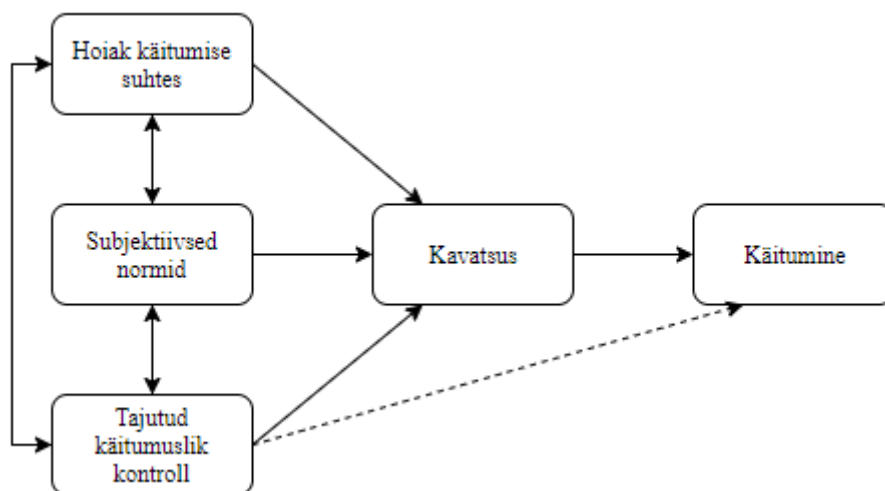 Hoiak käitumise
suhtes
Subjektiivsed
normid
Kavatsus
Käitumine
Tajutud
käitumuslik
kontroll